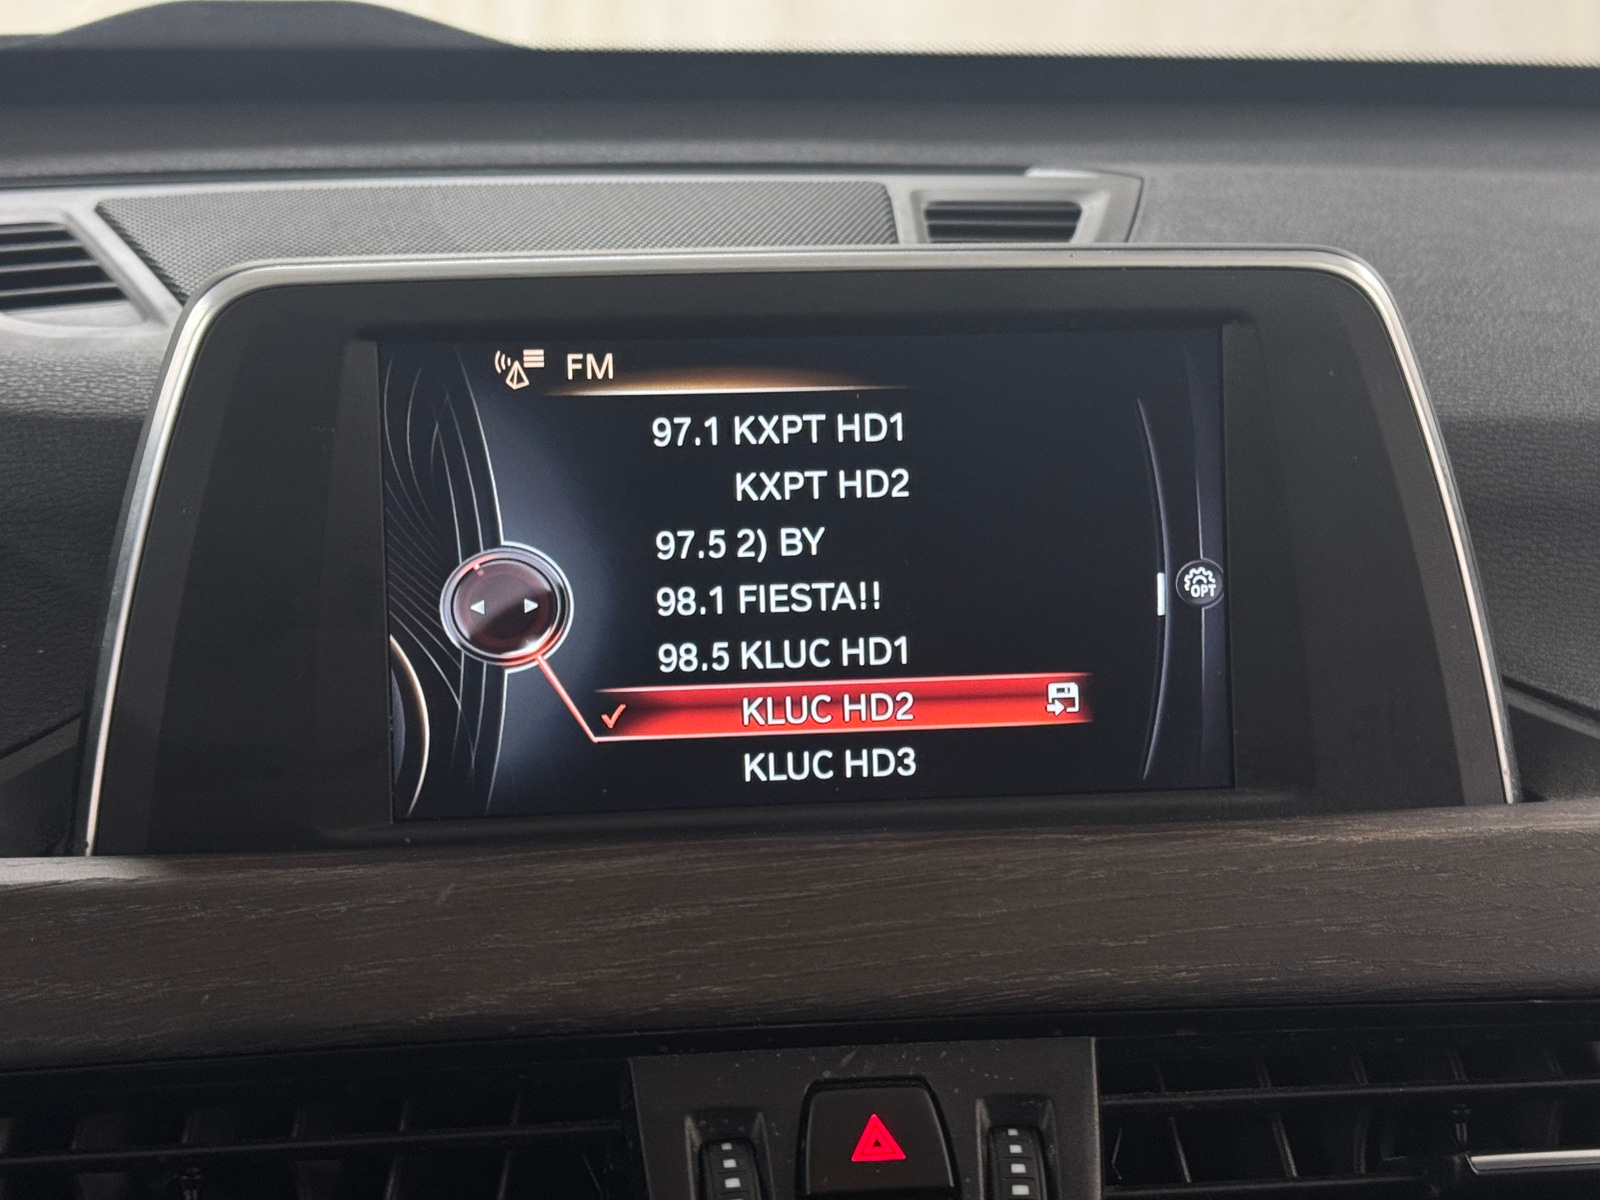 FM
97.1 KXPT HD1
KXPT HD2
97.5 2) BY
98.1 FIESTA!!
98.5 KLUC HD1
KLUC HD2
OPT
KLUC HD3